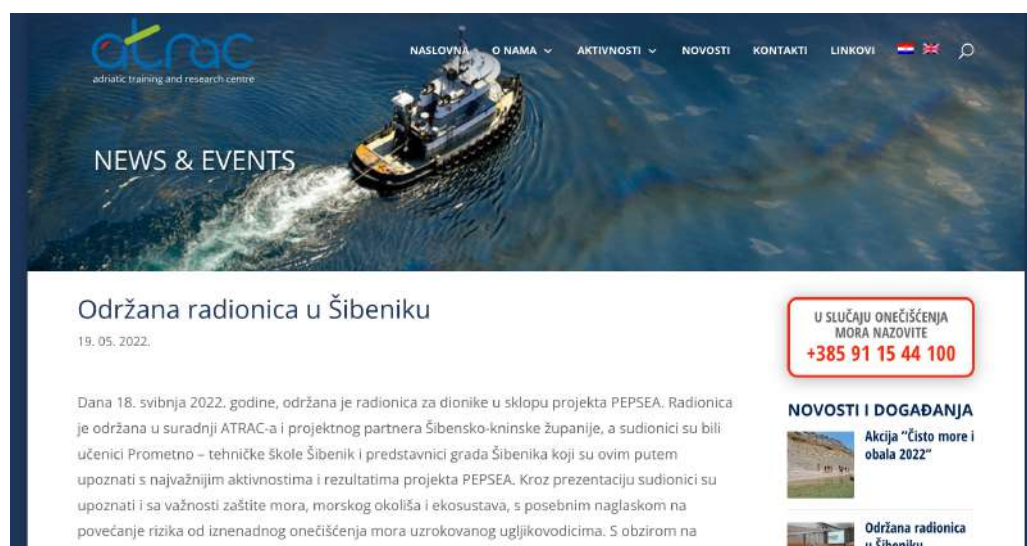 atrac
adriatic training and research centre
NASLOVNA O NAMA AKTIVNOSTI NOVOSTI KONTAKTI LINKOVI
NEWS & EVENTS
Održana radionica u Šibeniku
19. 05. 2022.
Dana 18. svibnja 2022. godine, održana je radionica za dionike u sklopu projekta PEPSEA. Radionica
je održana u suradnji ATRAC-a i projektnog partnera Šibensko-kninske županije, a sudionici su bili
učenici Prometno – tehničke škole Šibenik i predstavnici grada Šibenika koji su ovim putem
upoznati s najvažnijim aktivnostima i rezultatima projekta PEPSEA. Kroz prezentaciju sudionici su
upoznati i sa važnosti zaštite mora, morskog okoliša i ekosustava, s posebnim naglaskom na
povećanje rizika od iznenadnog onečišćenja mora uzrokovanog ugljikovodicima. S obzirom na
U SLUČAJU ONEČIŠĆENJA
MORA NAZOVITE
+385 91 15 44 100
NOVOSTI I DOGAĐANJA
Akcija “Čisto more i
obala 2022”
Održana radionica
u Šibeniku